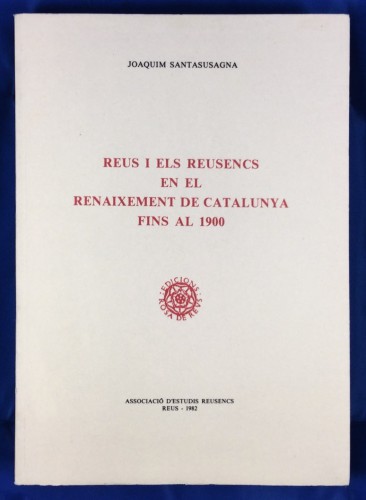 JOAQUIM SANTASUSAGNA
REUS I ELS REUSENCS
EN EL
RENAIXEMENT DE CATALUNYA
FINS AL 1900
EDICIONS
ROSA DE REUS
ASSOCIACIÓ D'ESTUDIS REUSENCS
REUS - 1982